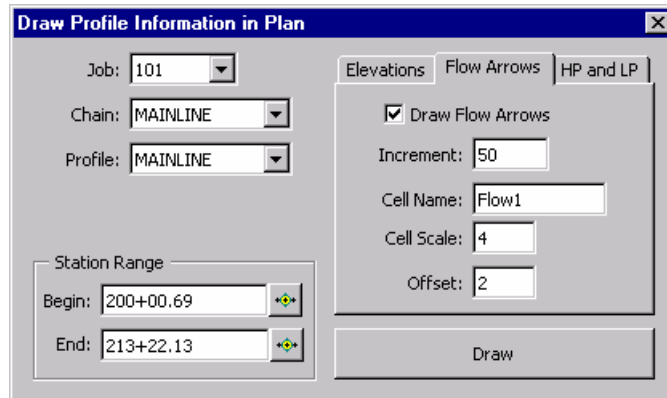 Draw Profile Information in Plan
Job: 101
Chain: MAINLINE
Profile: MAINLINE
Station Range
Begin: 200+00.69
End: 213+22.13
Elevations Flow Arrows HP and LP
Draw Flow Arrows
Increment: 50
Cell Name: Flow1
Cell Scale: 4
Offset: 2
Draw